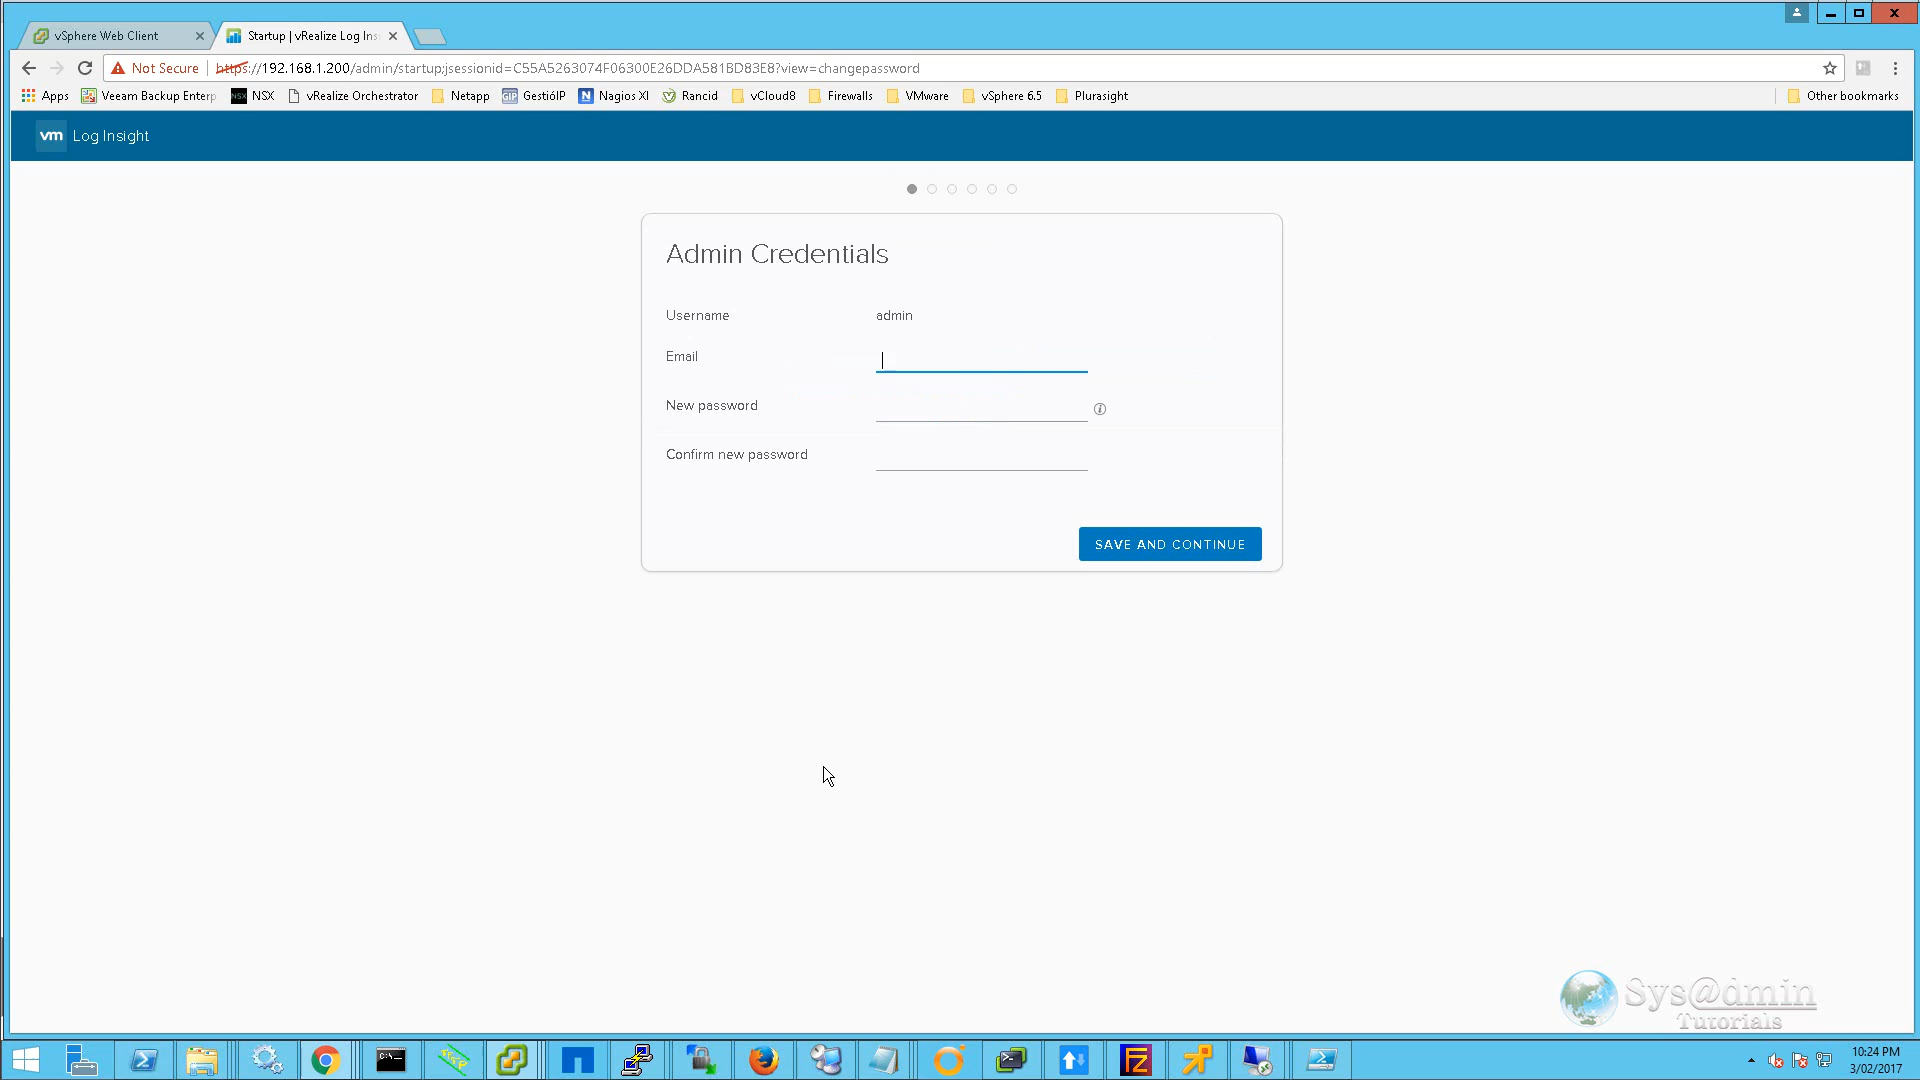 vSphere Web Client
Startup | vRealize Log Ins
Not Secure
https://192.168.1.200/admin/startup;jsessionid=C55A5263074F06300E26DDA581BD83E8?view=changepassword
Apps
Veeam Backup Enterp
NSX
vRealize Orchestrator
Netapp
GIP
GestióIP
N
Nagios XI
Rancid
vCloud8
Firewalls
VMware
vSphere 6.5
Plurasight
Other bookmarks
vm Log Insight
Admin Credentials
Username
admin
Email
New password
Confirm new password
SAVE AND CONTINUE
Sys@dmin
Tutorials
10:24 PM
3/02/2017